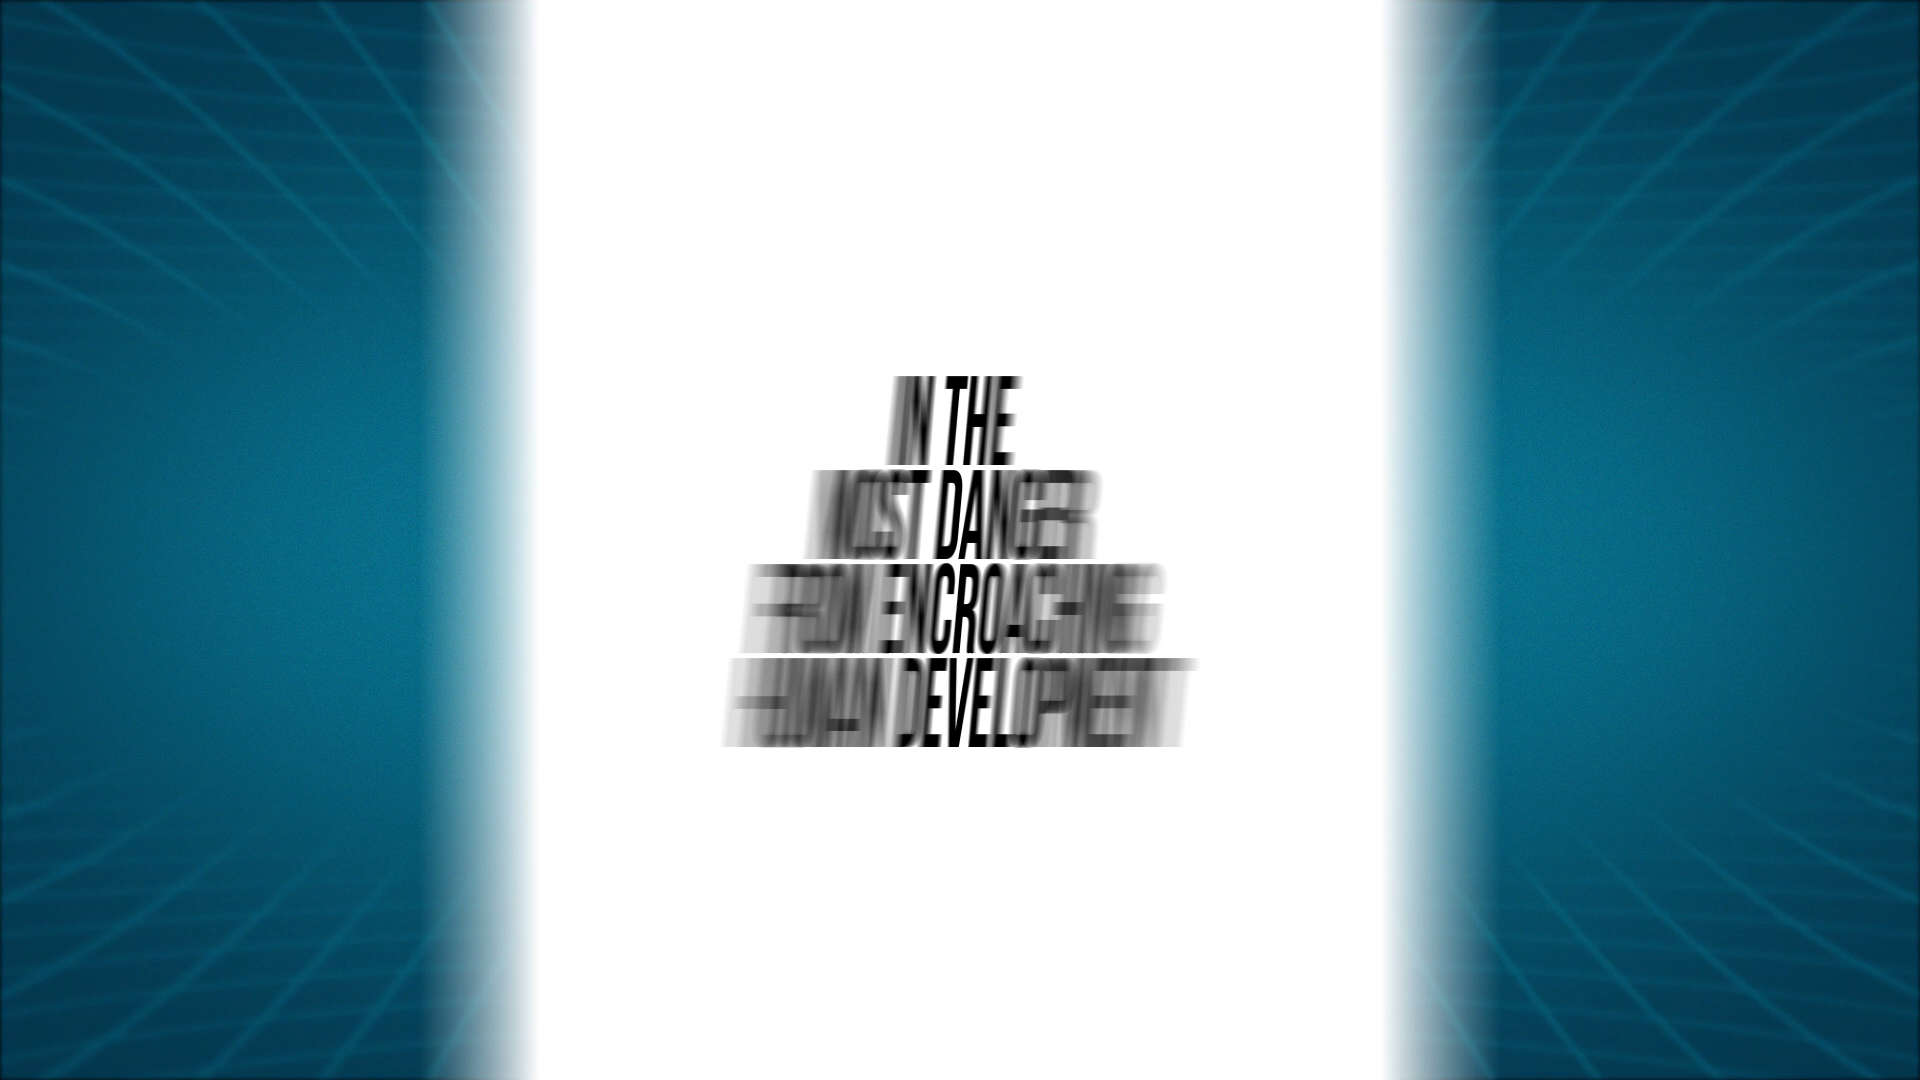 IN THE
MOST DANGER
FROM ENCROACHING
HUMAN DEVELOPMENT